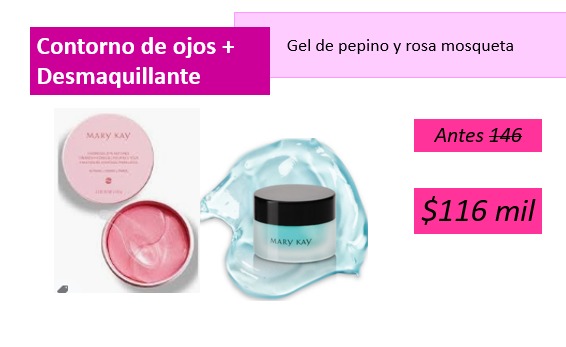 Contorno de ojos +
Desmaquillante
Gel de pepino y rosa mosqueta
MARY KAY
MARY KAY
Antes 146
$116 mil